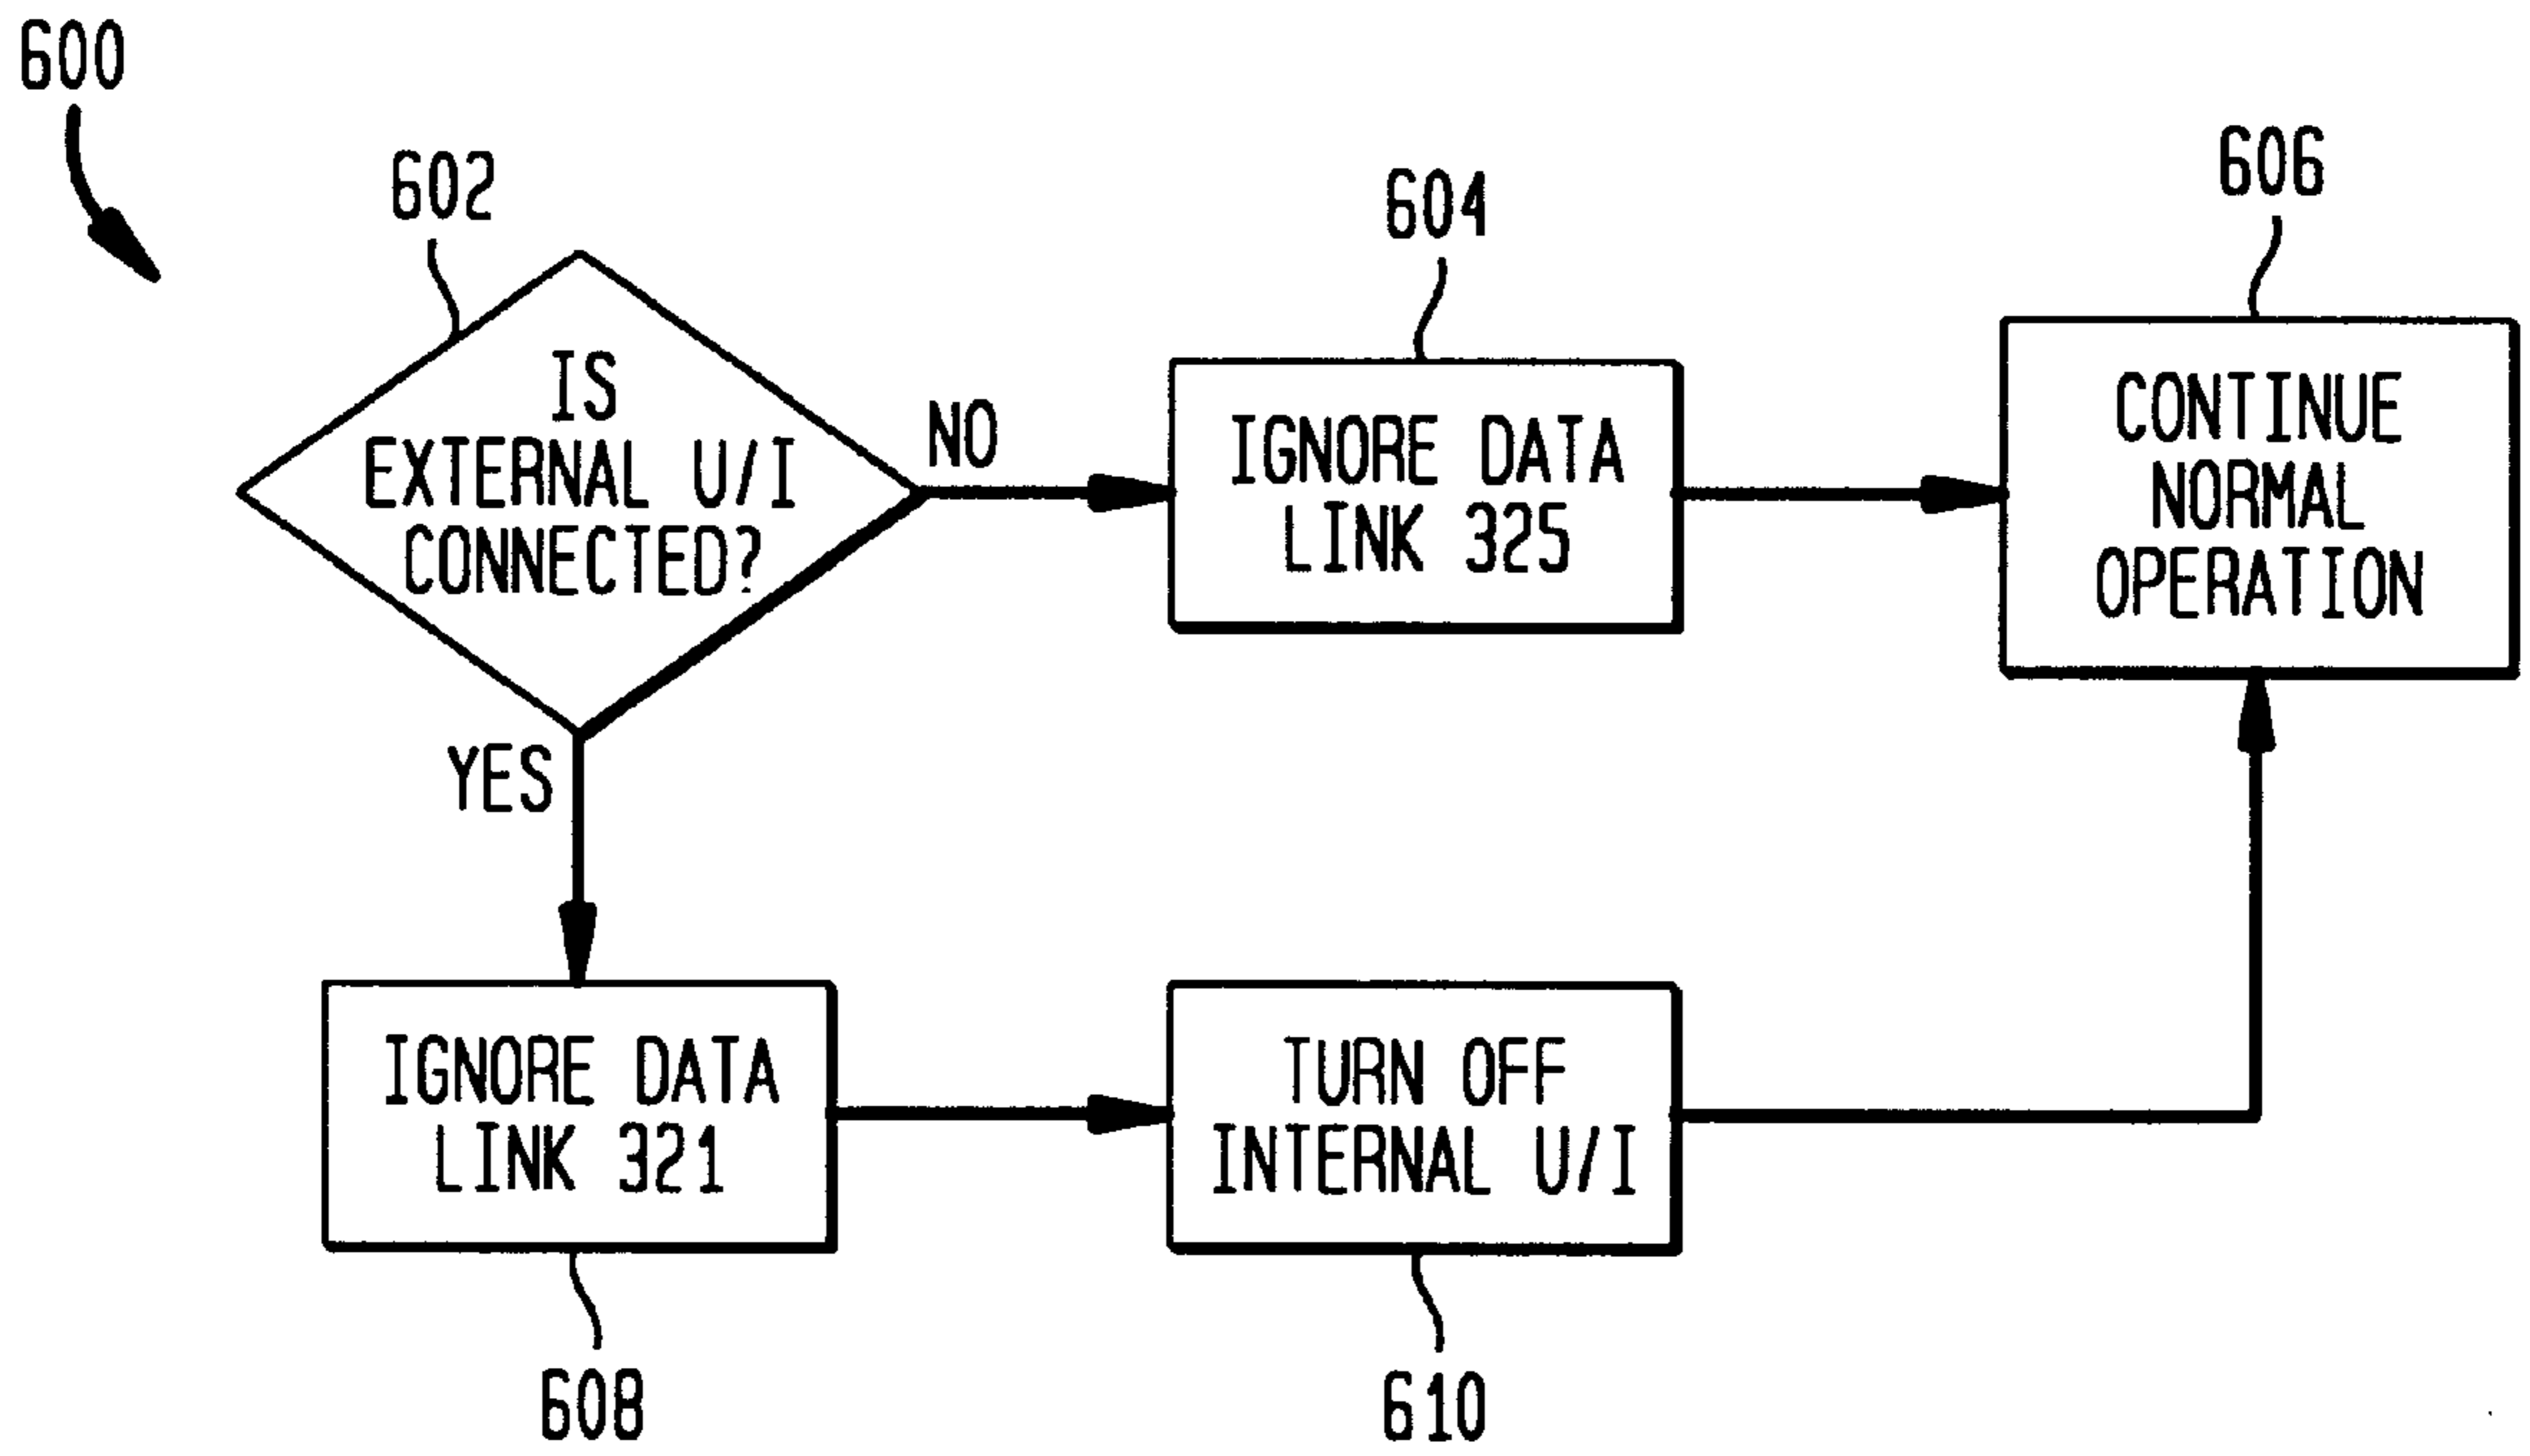 600
602
IS
EXTERNAL U/I
CONNECTED?
NO
YES
604
IGNORE DATA
LINK 325
606
CONTINUE
NORMAL
OPERATION
IGNORE DATA
LINK 321
608
TURN OFF
INTERNAL U/I
610